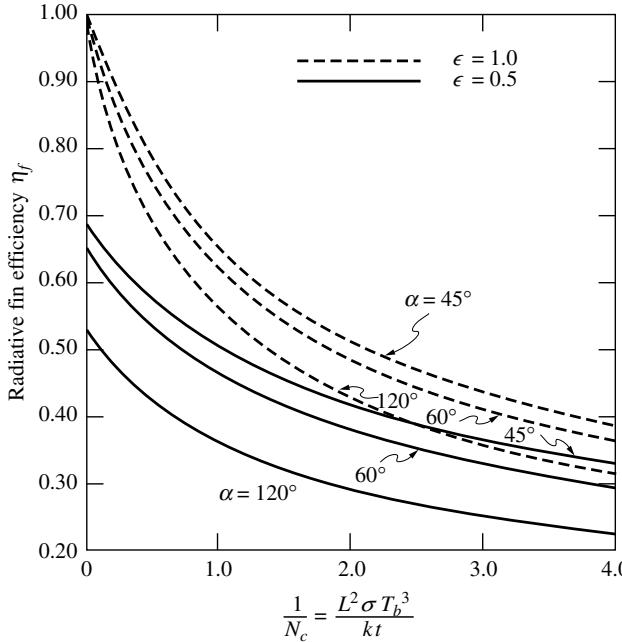 1.00
0.90
0.80
0.70
0.60
0.50
0.40
0.30
0.20
Radiative fin efficiency η_f
ϵ = 1.0
ϵ = 0.5
α = 45°
120°
60°
45°
60°
α = 120°
0 1.0 2.0 3.0 4.0
1/N_c = L² σ T_b³/kt